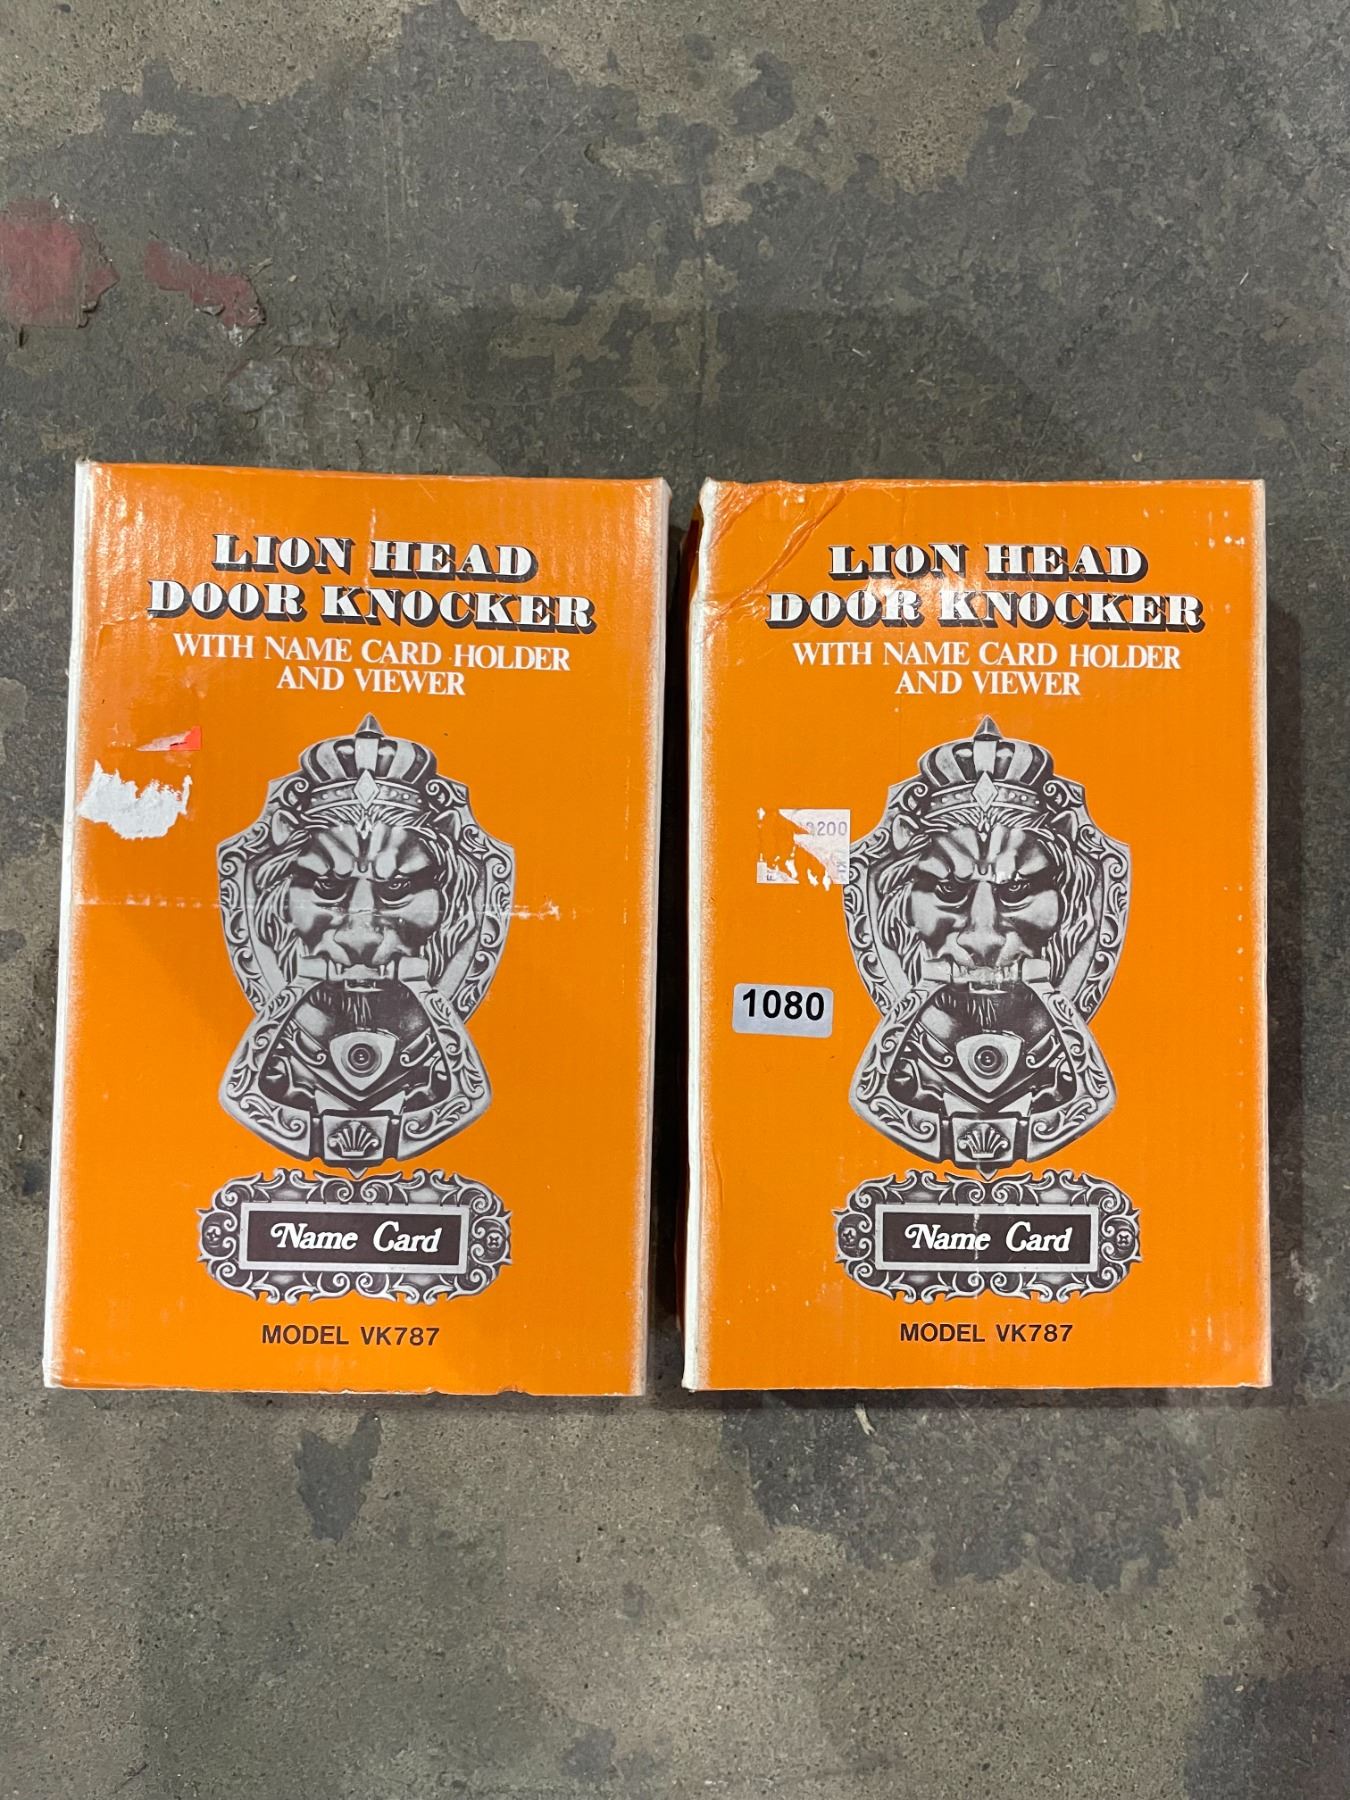 LION HEAD
DOOR KNOCKER
WITH NAME CARD HOLDER
AND VIEWER
Name Card
MODEL VK787
LION HEAD
DOOR KNOCKER
WITH NAME CARD HOLDER
AND VIEWER
200
1080
Name Card
MODEL VK787